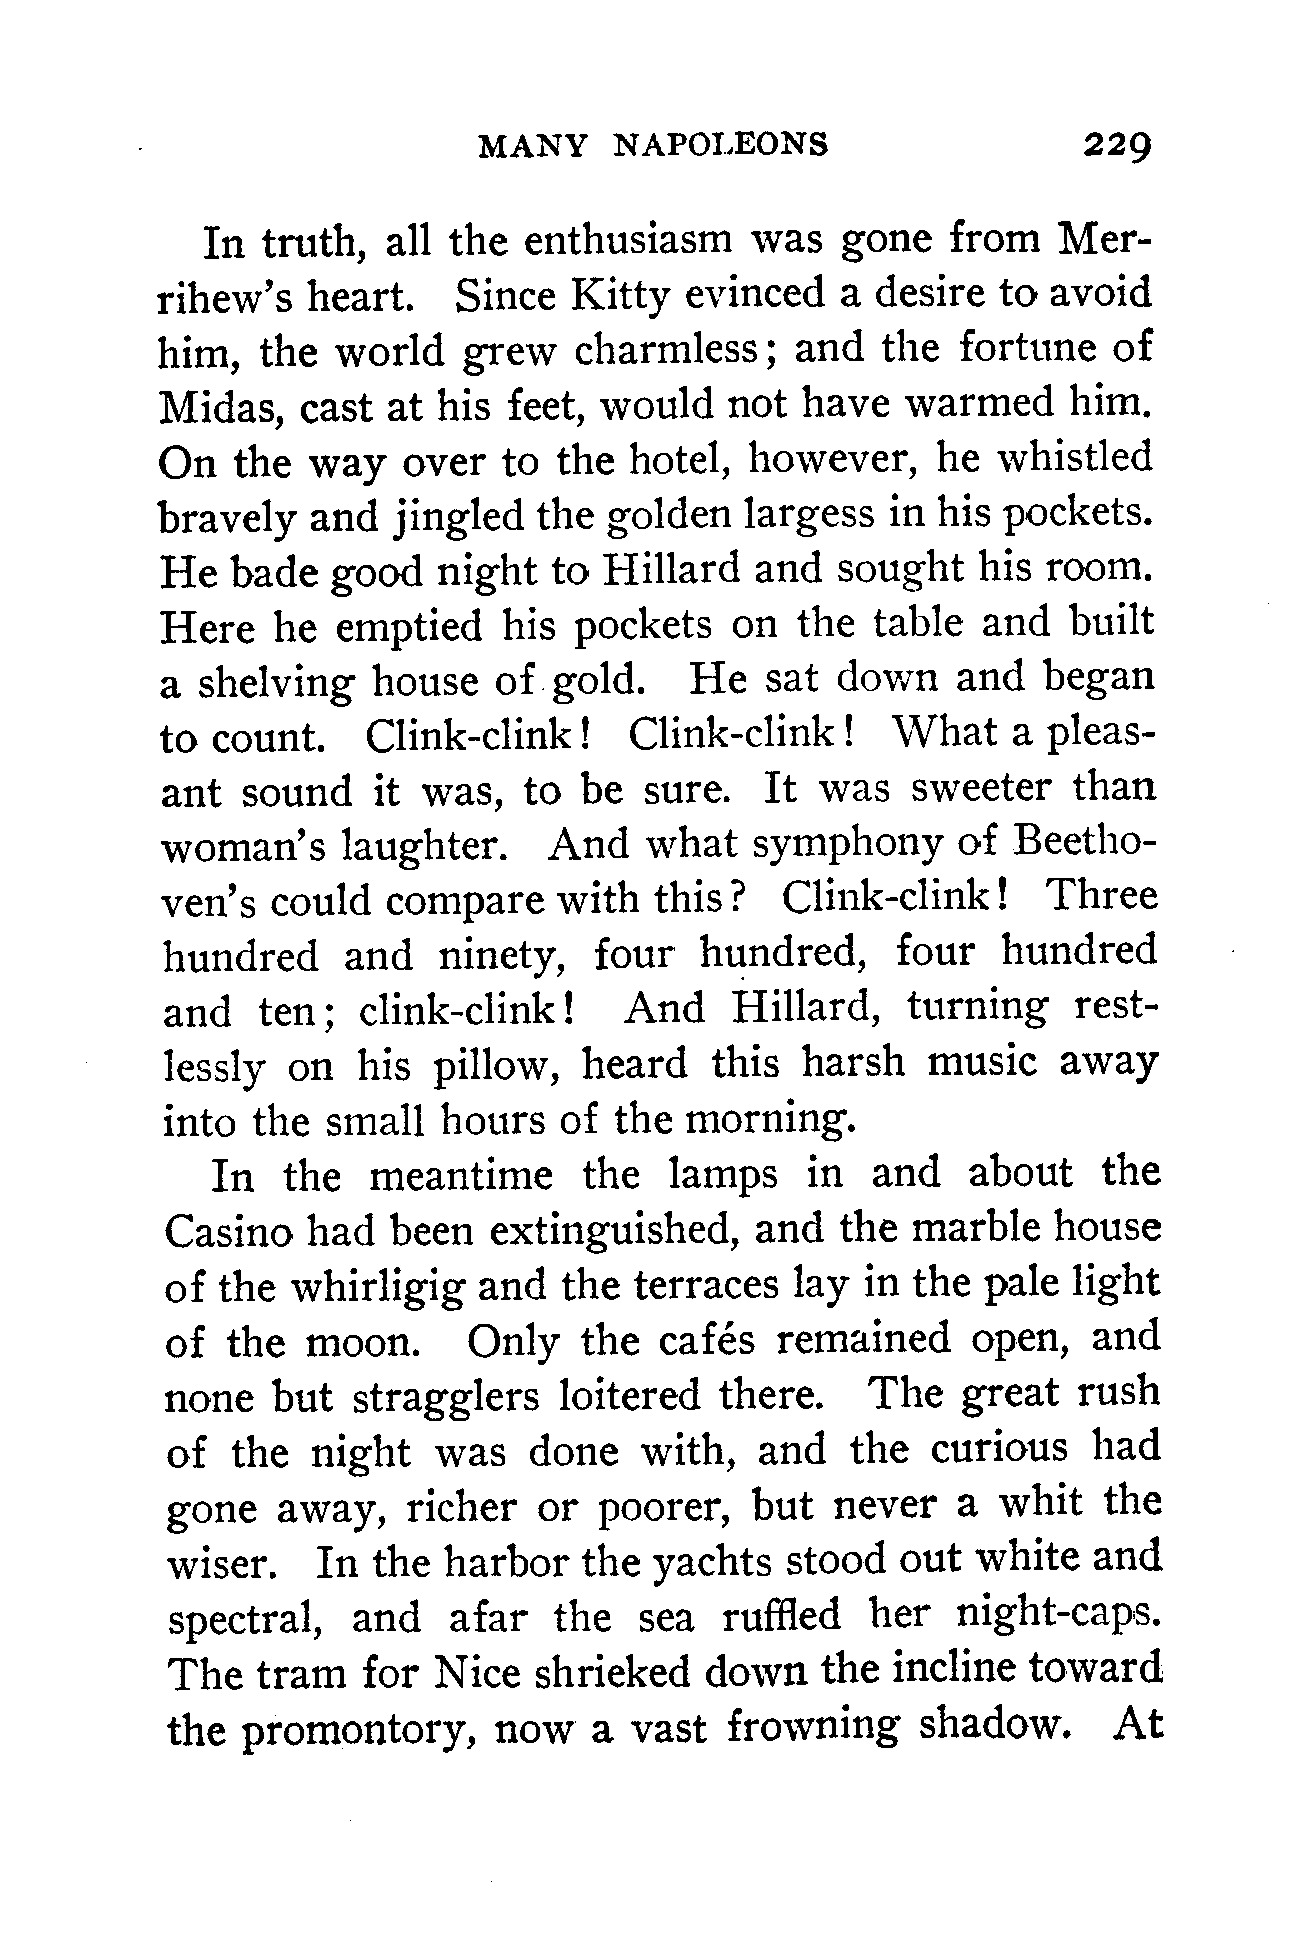 MANY NAPOLEONS 229
In truth, all the enthusiasm was gone from Mer-
rihew's heart. Since Kitty evinced a desire to avoid
him, the world grew charmless; and the fortune of
Midas, cast at his feet, would not have warmed him.
On the way over to the hotel, however, he whistled
bravely and jingled the golden largess in his pockets.
He bade good night to Hillard and sought his room.
Here he emptied his pockets on the table and built
a shelving house of gold. He sat down and began
to count. Clink-clink! Clink-clink! What a pleas-
ant sound it was, to be sure. It was sweeter than
woman's laughter. And what symphony of Beetho-
ven's could compare with this? Clink-clink! Three
hundred and ninety, four hundred, four hundred
and ten; clink-clink! And Hillard, turning rest-
lessly on his pillow, heard this harsh music away
into the small hours of the morning.
In the meantime the lamps in and about the
Casino had been extinguished, and the marble house
of the whirligig and the terraces lay in the pale light
of the moon. Only the cafés remained open, and
none but stragglers loitered there. The great rush
of the night was done with, and the curious had
gone away, richer or poorer, but never a whit the
wiser. In the harbor the yachts stood out white and
spectral, and afar the sea ruffled her night-caps.
The tram for Nice shrieked down the incline toward
the promontory, now a vast frowning shadow. At